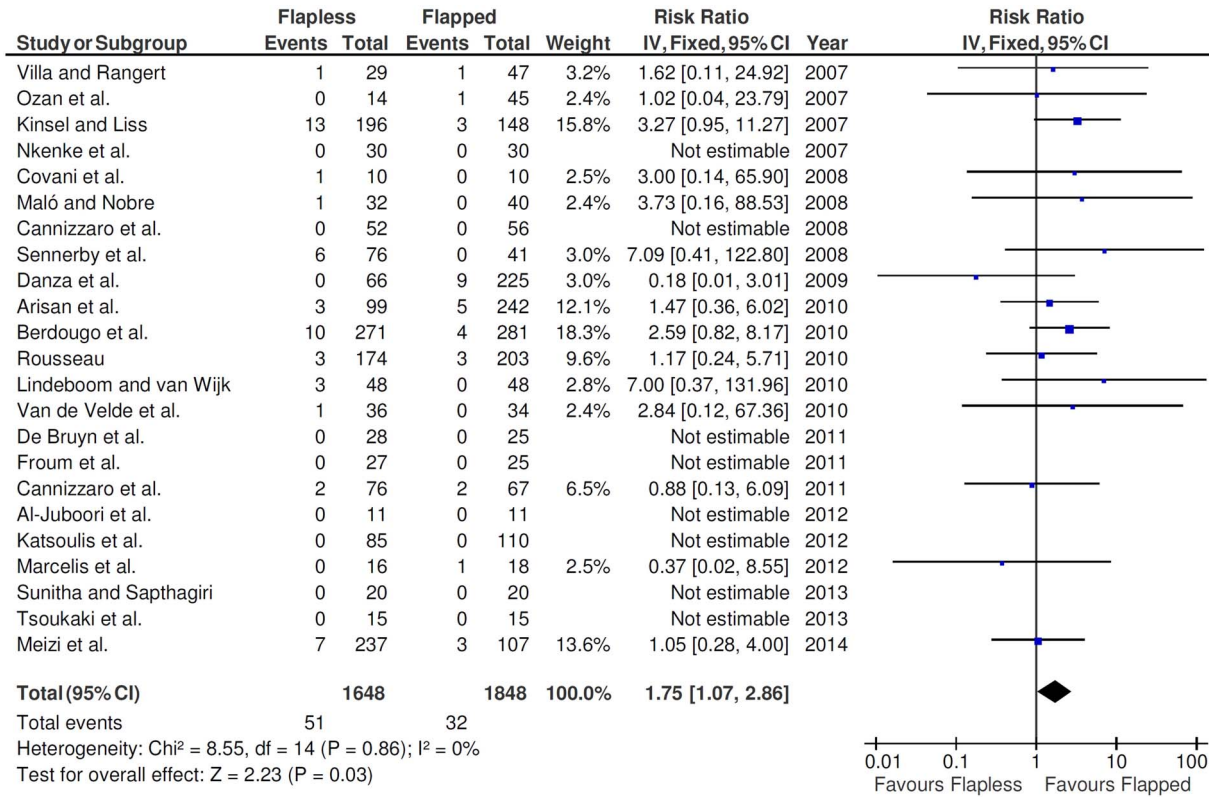 Flapless Flapped Risk Ratio Risk Ratio
Study or Subgroup Events Total Events Total Weight IV, Fixed, 95% CI Year IV, Fixed, 95% CI
Villa and Rangert 1 29 1 47 3.2% 1.62 [0.11, 24.92] 2007
Ozan et al. 0 14 1 45 2.4% 1.02 [0.04, 23.79] 2007
Kinsel and Liss 13 196 3 148 15.8% 3.27 [0.95, 11.27] 2007
Nkenke et al. 0 30 0 30 Not estimable 2007
Covani et al. 1 10 0 10 2.5% 3.00 [0.14, 65.90] 2008
Maló and Nobre 1 32 0 40 2.4% 3.73 [0.16, 88.53] 2008
Cannizzaro et al. 0 52 0 56 Not estimable 2008
Sennerby et al. 6 76 0 41 3.0% 7.09 [0.41, 122.80] 2008
Danza et al. 0 66 9 225 3.0% 0.18 [0.01, 3.01] 2009
Arisan et al. 3 99 5 242 12.1% 1.47 [0.36, 6.02] 2010
Berdougo et al. 10 271 4 281 18.3% 2.59 [0.82, 8.17] 2010
Rousseau 3 174 3 203 9.6% 1.17 [0.24, 5.71] 2010
Lindeboom and van Wijk 3 48 0 48 2.8% 7.00 [0.37, 131.96] 2010
Van de Velde et al. 1 36 0 34 2.4% 2.84 [0.12, 67.36] 2010
De Bruyn et al. 0 28 0 25 Not estimable 2011
Froum et al. 0 27 0 25 Not estimable 2011
Cannizzaro et al. 2 76 2 67 6.5% 0.88 [0.13, 6.09] 2011
Al-Juboori et al. 0 11 0 11 Not estimable 2012
Katsoulis et al. 0 85 0 110 Not estimable 2012
Marcelis et al. 0 16 1 18 2.5% 0.37 [0.02, 8.55] 2012
Sunitha and Sapthagiri 0 20 0 20 Not estimable 2013
Tsoukaki et al. 0 15 0 15 Not estimable 2013
Meizi et al. 7 237 3 107 13.6% 1.05 [0.28, 4.00] 2014
Total (95% CI) 1648 1848 100.0% 1.75 [1.07, 2.86]
Total events 51 32
Heterogeneity: Chi² = 8.55, df = 14 (P = 0.86); I² = 0%
Test for overall effect: Z = 2.23 (P = 0.03)
0.01 0.1 1 10 100
Favours Flapless Favours Flapped